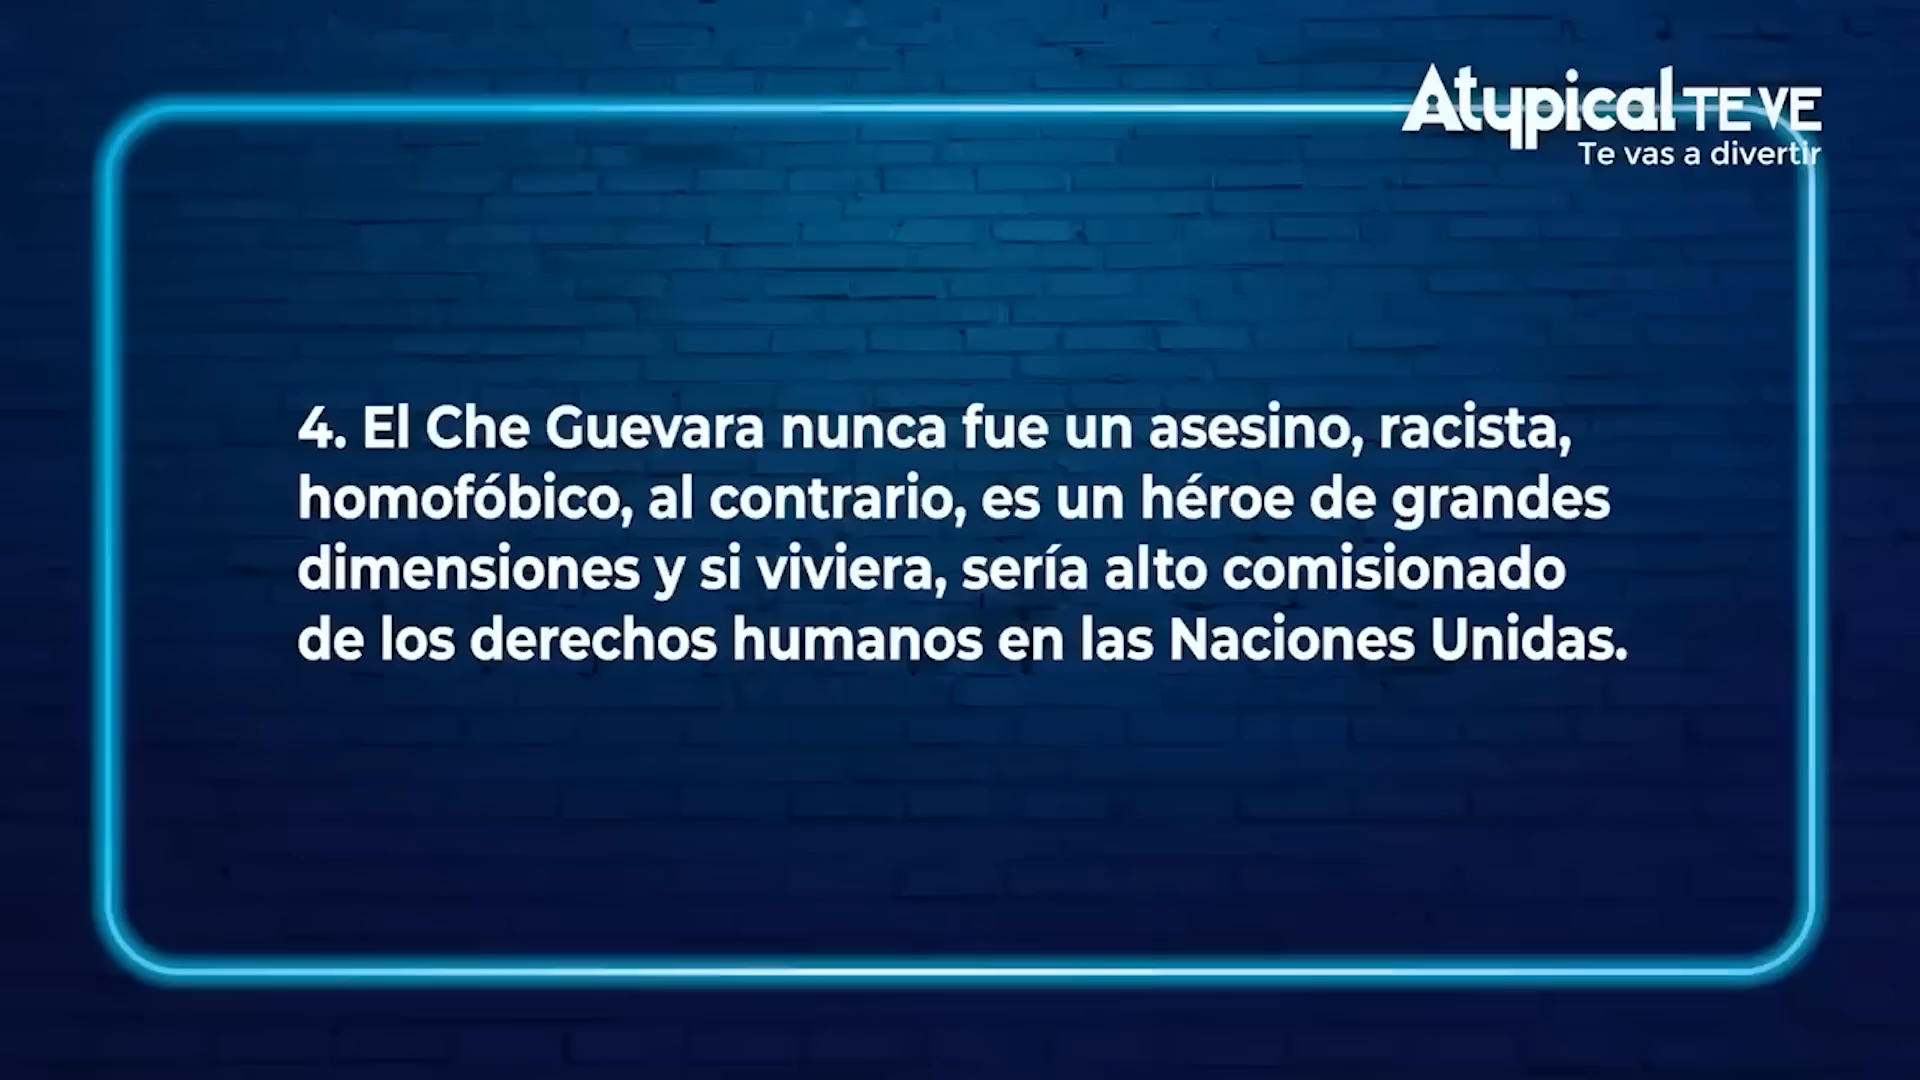 Atypical TEVE
Te vas a divertir
4. El Che Guevara nunca fue un asesino, racista,
homofóbico, al contrario, es un héroe de grandes
dimensiones y si viviera, sería alto comisionado
de los derechos humanos en las Naciones Unidas.